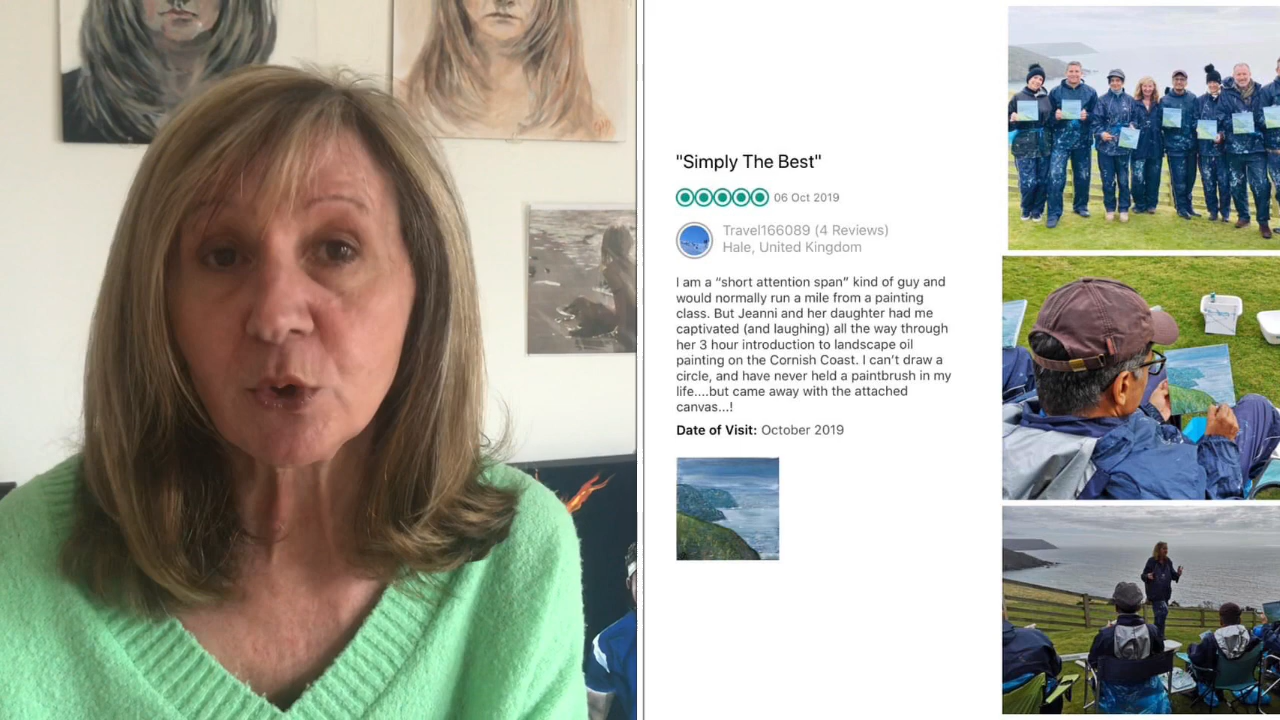 "Simply The Best"
06 Oct 2019
Travel166089 (4 Reviews)
Hale, United Kingdom
I am a “short attention span” kind of guy and
would normally run a mile from a painting
class. But Jeanni and her daughter had me
captivated (and laughing) all the way through
her 3 hour introduction to landscape oil
painting on the Cornish Coast. I can’t draw a
circle, and have never held a paintbrush in my
life....but came away with the attached
canvas...!
Date of Visit: October 2019